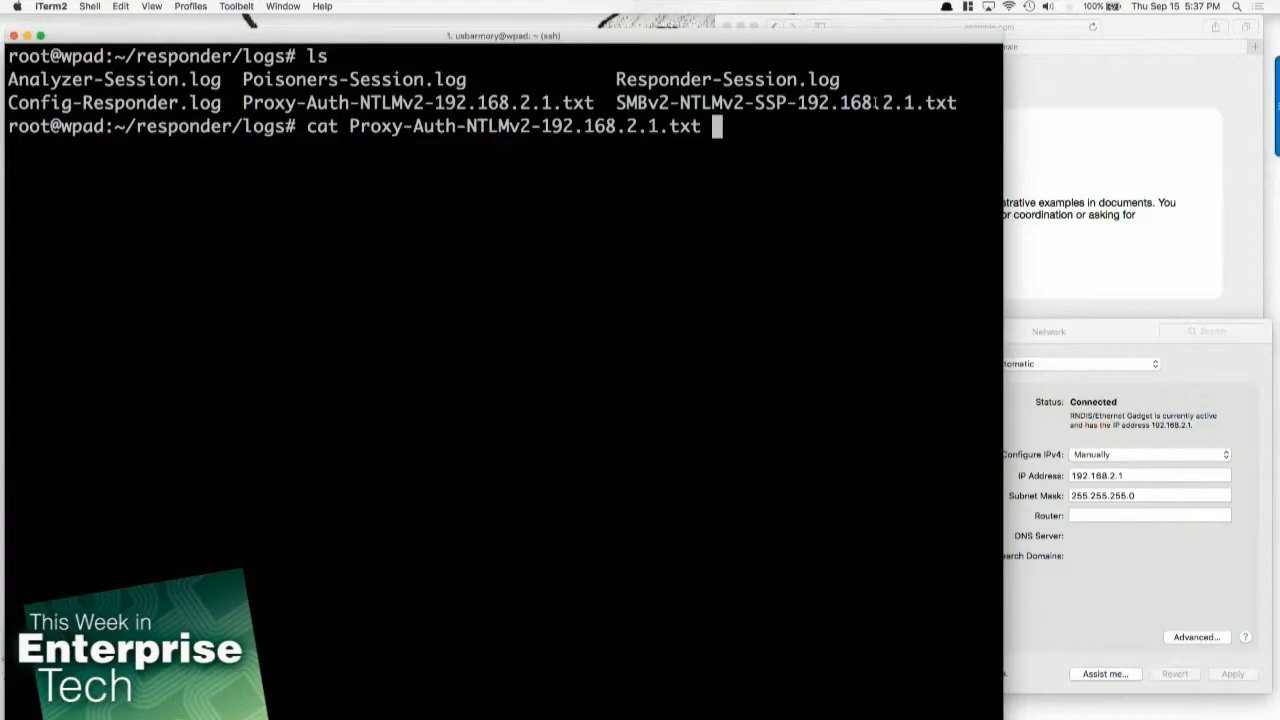 iTerm2 Shell Edit View Profiles Toolbelt Window Help 100% Thu Sep 15 5:37 PM
1. usbarmory@wpad: ~ (ssh)
root@wpad:~/responder/logs# ls
Analyzer-Session.log Poisoners-Session.log Responder-Session.log
Config-Responder.log Proxy-Auth-NTLMv2-192.168.2.1.txt SMBv2-NTLMv2-SSP-192.168.2.1.txt
root@wpad:~/responder/logs# cat Proxy-Auth-NTLMv2-192.168.2.1.txt
main
strative examples in documents. You
or coordination or asking for
Network
Search
tomatic
Status: Connected
RNDIS/Ethernet Gadget is currently active
and has the IP address 192.168.2.1.
Configure IPv4: Manually
IP Address: 192.168.2.1
Subnet Mask: 255.255.255.0
Router:
DNS Server:
earch Domains:
Advanced... ?
Assist me... Revert Apply
This Week in
Enterprise
Tech